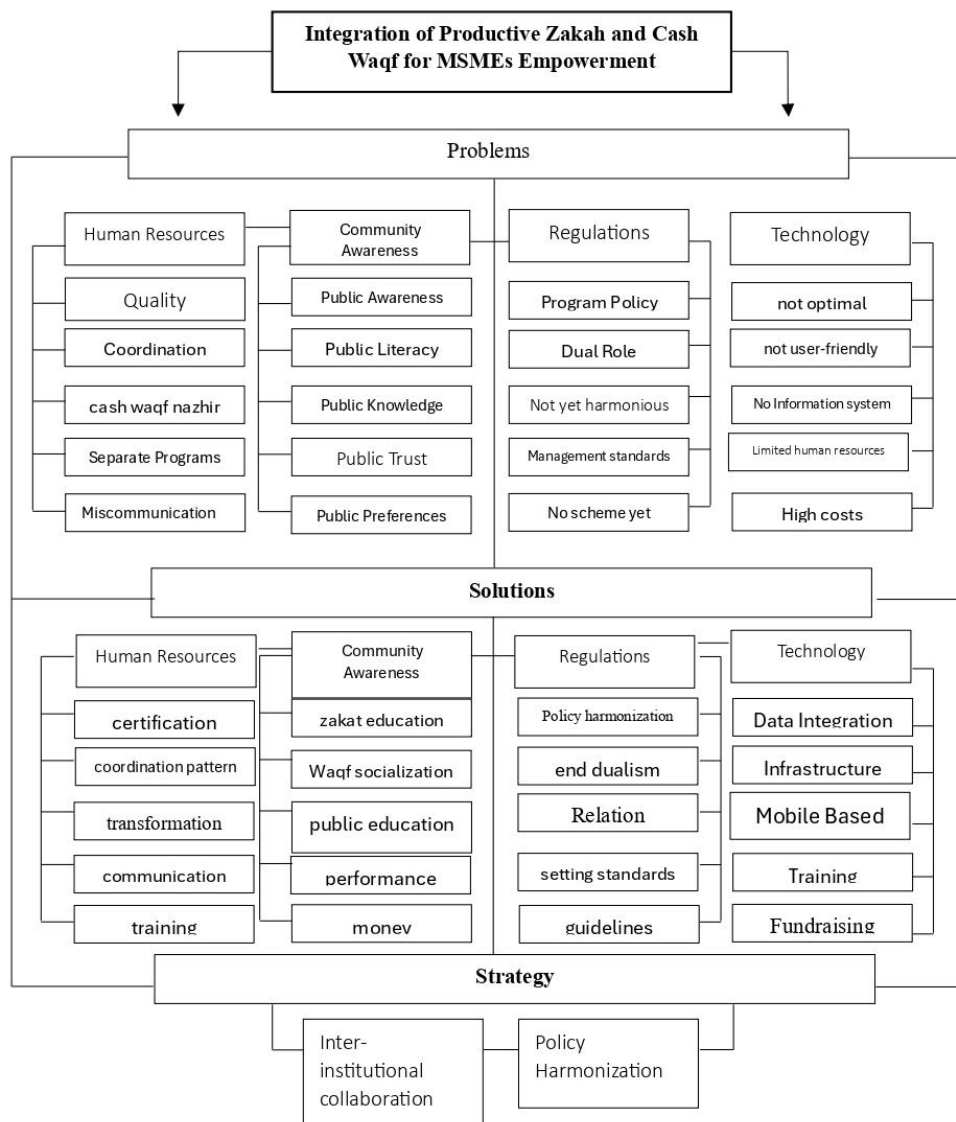 Integration of Productive Zakah and Cash
Waqf for MSMEs Empowerment
Problems
Human Resources
Community
Awareness
Regulations
Technology
Quality
Public Awareness
Program Policy
not optimal
Coordination
Public Literacy
Dual Role
not user-friendly
cash waqf nazhir
Public Knowledge
Not yet harmonious
No Information system
Separate Programs
Public Trust
Management standards
Limited human resources
Miscommunication
Public Preferences
No scheme yet
High costs
Solutions
Human Resources
Community
Awareness
Regulations
Technology
certification
zakat education
Policy harmonization
Data Integration
coordination pattern
Waqf socialization
end dualism
Infrastructure
transformation
public education
Relation
Mobile Based
communication
performance
setting standards
Training
training
monev
guidelines
Fundraising
Strategy
Inter-
institutional
collaboration
Policy
Harmonization